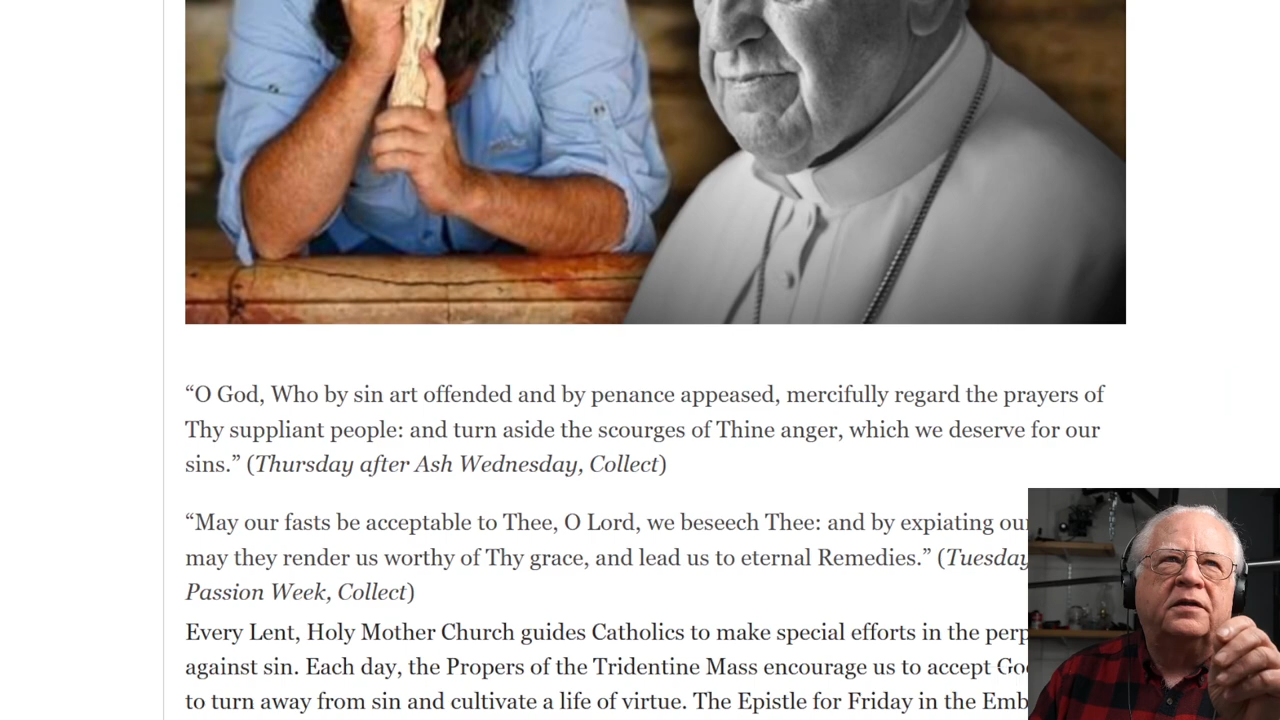 “O God, Who by sin art offended and by penance appeased, mercifully regard the prayers of
Thy suppliant people: and turn aside the scourges of Thine anger, which we deserve for our
sins.” (Thursday after Ash Wednesday, Collect)
“May our fasts be acceptable to Thee, O Lord, we beseech Thee: and by expiating our
may they render us worthy of Thy grace, and lead us to eternal Remedies.” (Tuesday
Passion Week, Collect)
Every Lent, Holy Mother Church guides Catholics to make special efforts in the
against sin. Each day, the Propers of the Tridentine Mass encourage us to accept
to turn away from sin and cultivate a life of virtue. The Epistle for Friday in the